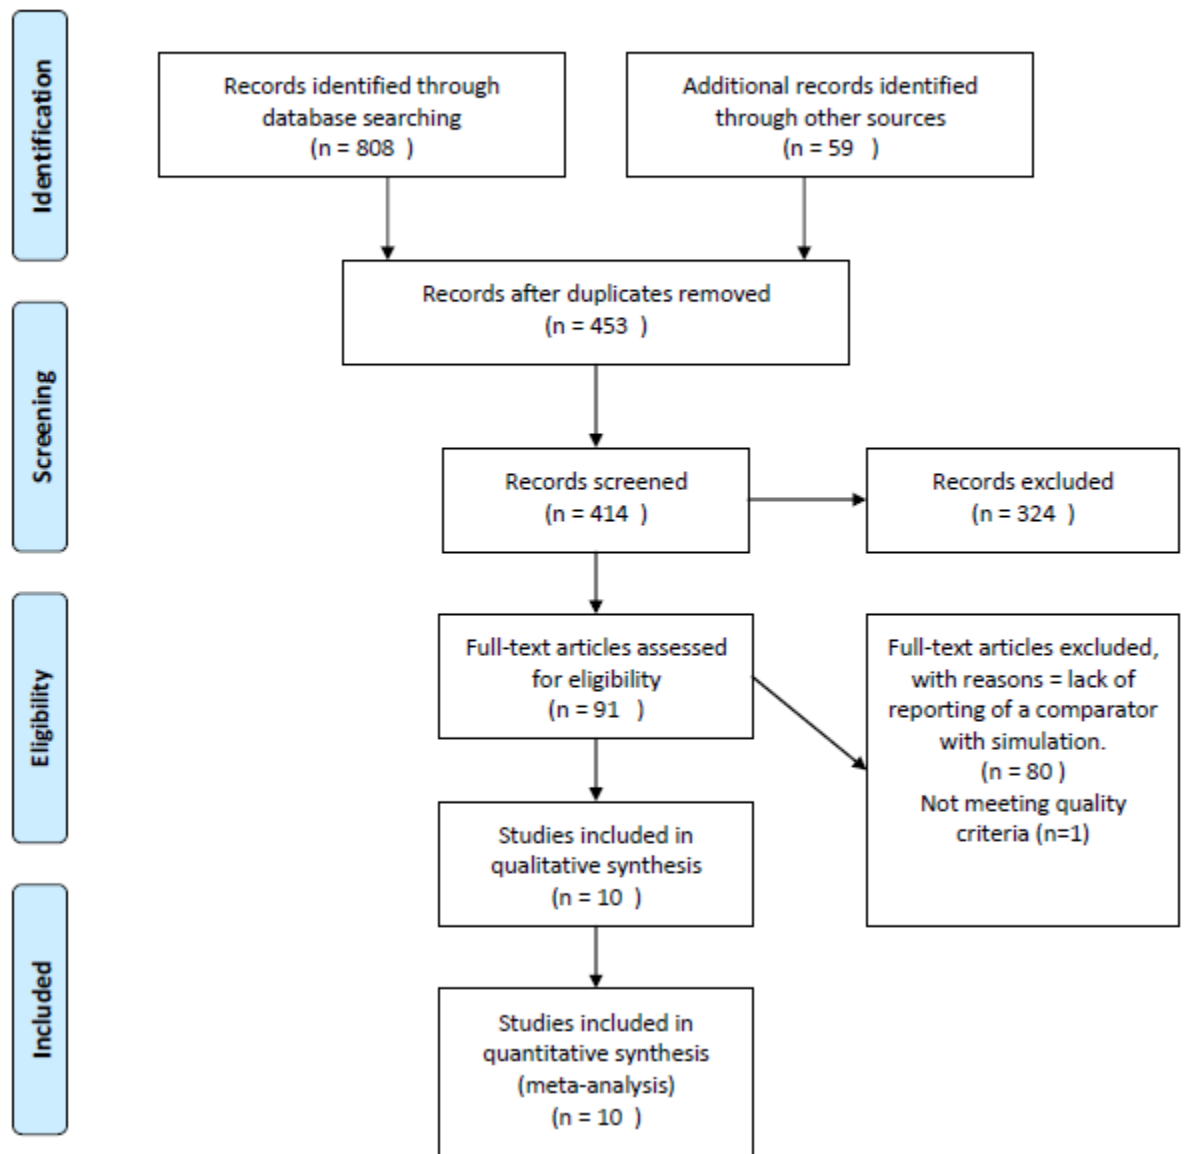 Identification
Records identified through
database searching
(n = 808  )
Additional records identified
through other sources
(n = 59   )
Records after duplicates removed
(n = 453  )
Screening
Records screened
(n = 414  )
Records excluded
(n = 324  )
Eligibility
Full-text articles assessed
for eligibility
(n = 91   )
Full-text articles excluded,
with reasons = lack of
reporting of a comparator
with simulation.
(n = 80 )
Not meeting quality
criteria (n=1)
Studies included in
qualitative synthesis
(n = 10  )
Included
Studies included in
quantitative synthesis
(meta-analysis)
(n = 10  )